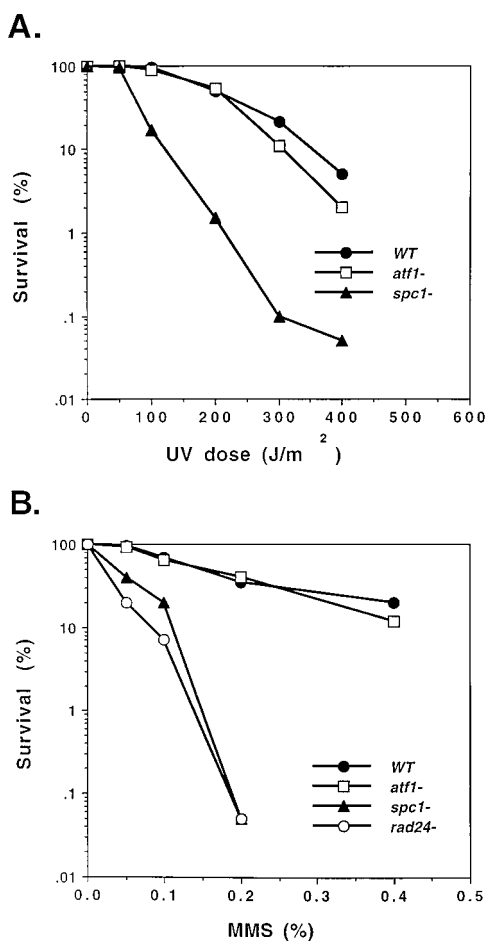 A.
100
10
1
.1
.01
Survival (%)
WT
atf1-
spc1-
0 100 200 300 400 500 600
UV dose (J/m2)
B.
100
10
1
.1
.01
Survival (%)
WT
atf1-
spc1-
rad24-
0.0 0.1 0.2 0.3 0.4 0.5
MMS (%)